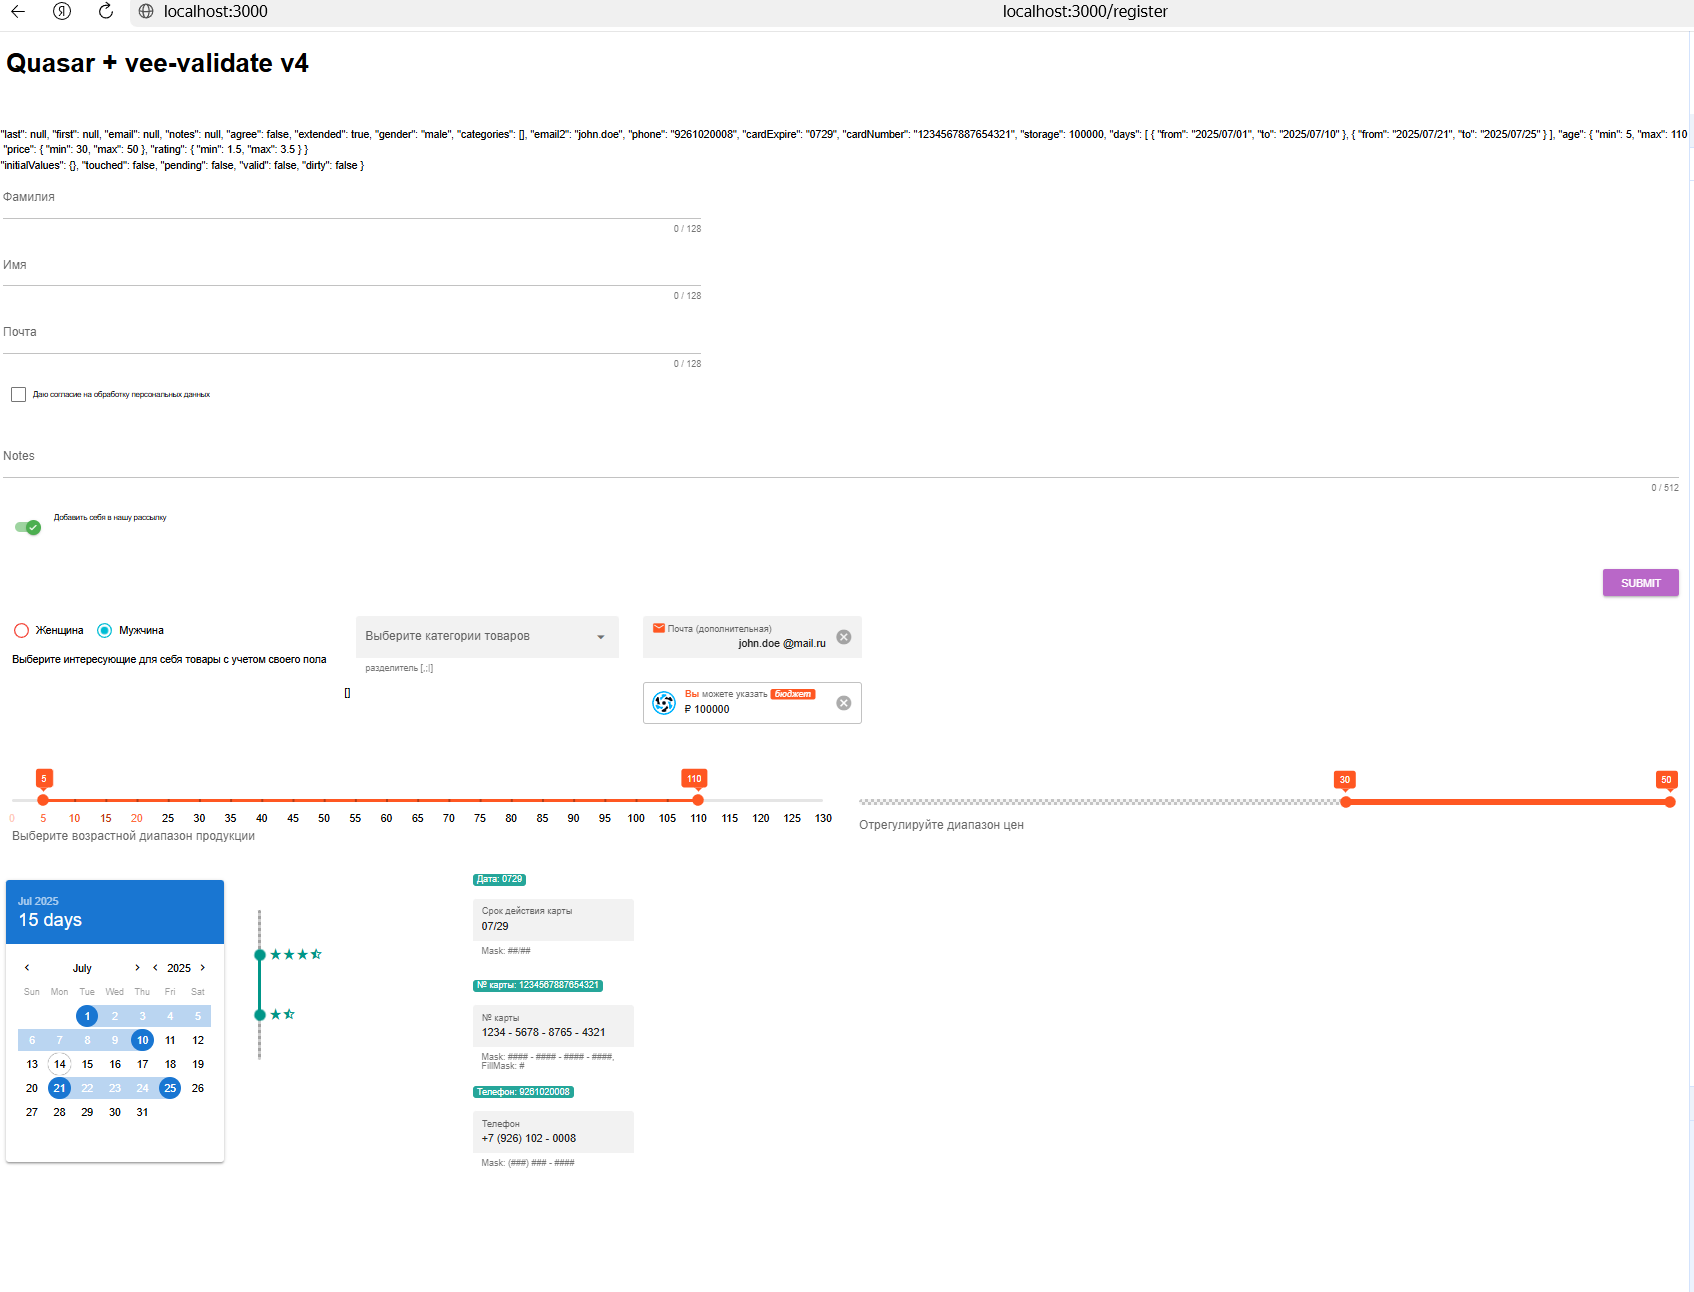 localhost:3000 localhost:3000/register
Quasar + vee-validate v4
"last": null, "first": null, "email": null, "notes": null, "agree": false, "extended": true, "gender": "male", "categories": [], "email2": "john.doe", "phone": "9261020008", "cardExpire": "0729", "cardNumber": "1234567887654321", "storage": 100000, "days": [ { "from": "2025/07/01", "to": "2025/07/10" }, { "from": "2025/07/21", "to": "2025/07/25" } ], "age": { "min": 5, "max": 110
"price": { "min": 30, "max": 50 }, "rating": { "min": 1.5, "max": 3.5 } }
"initialValues": {}, "touched": false, "pending": false, "valid": false, "dirty": false }
Фамилия
0 / 128
Имя
0 / 128
Почта
0 / 128
Даю согласие на обработку персональных данных
Notes
0 / 512
Добавить себя в нашу рассылку
SUBMIT
Женщина Мужчина
Выберите интересующие для себя товары с учетом своего пола
[]
Выберите категории товаров
разделитель [,;|]
Почта (дополнительная)
john.doe @mail.ru
Вы можете указать бюджет
₽ 100000
5 110
0 5 10 15 20 25 30 35 40 45 50 55 60 65 70 75 80 85 90 95 100 105 110 115 120 125 130
Выберите возрастной диапазон продукции
30 50
Отрегулируйте диапазон цен
Jul 2025
15 days
July 2025
Sun Mon Tue Wed Thu Fri Sat
1 2 3 4 5
6 7 8 9 10 11 12
13 14 15 16 17 18 19
20 21 22 23 24 25 26
27 28 29 30 31
Дата: 0729
Срок действия карты
07/29
Mask: ##/##
№ карты: 1234567887654321
№ карты
1234 - 5678 - 8765 - 4321
Mask: #### - #### - #### - ####,
FillMask: #
Телефон: 9261020008
Телефон
+7 (926) 102 - 0008
Mask: (###) ### - ####